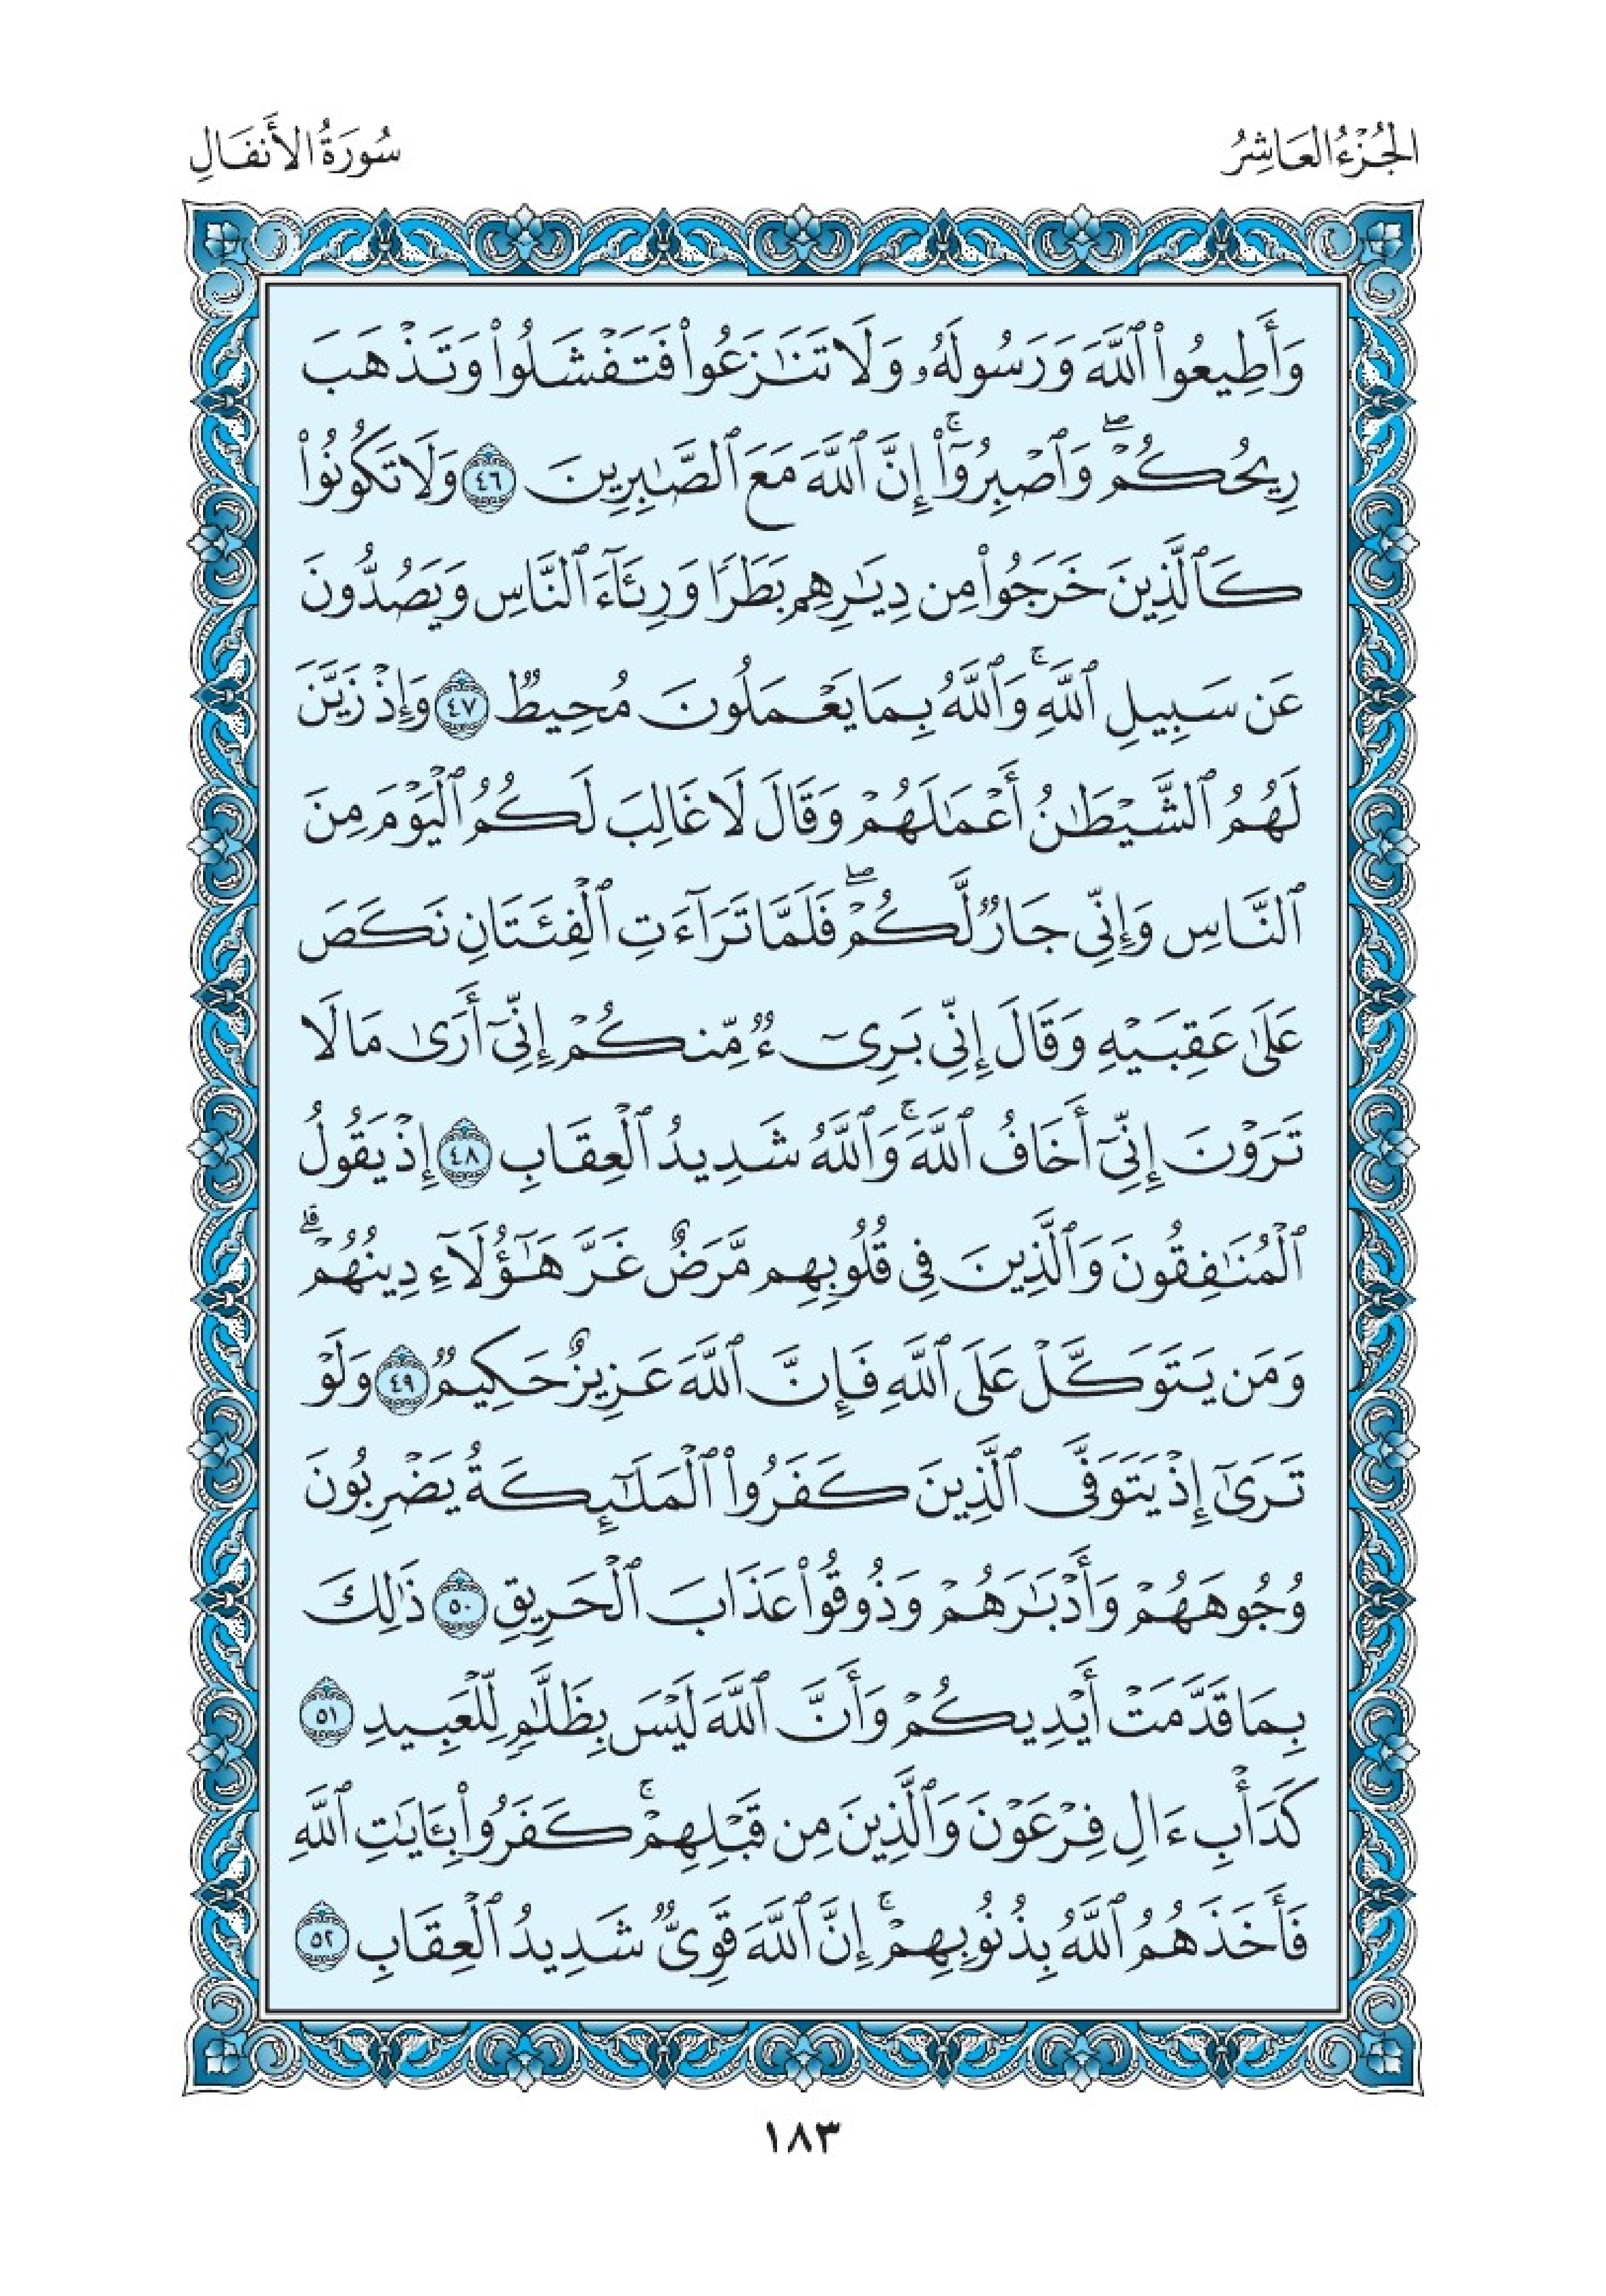 الجُزْءُ العَاشِرُ
سُورَةُ الأَنفَالِ
وَأَطِيعُوا۟ ٱللَّهَ وَرَسُولَهُۥ وَلَا تَنَٰزَعُوا۟ فَتَفْشَلُوا۟ وَتَذْهَبَ
رِيحُكُمْ ۖ وَٱصْبِرُوٓا۟ ۚ إِنَّ ٱللَّهَ مَعَ ٱلصَّٰبِرِينَ ٤٦ وَلَا تَكُونُوا۟
كَٱلَّذِينَ خَرَجُوا۟ مِن دِيَٰرِهِم بَطَرًا وَرِئَآءَ ٱلنَّاسِ وَيَصُدُّونَ
عَن سَبِيلِ ٱللَّهِ ۚ وَٱللَّهُ بِمَا يَعْمَلُونَ مُحِيطٌ ٤٧ وَإِذْ زَيَّنَ
لَهُمُ ٱلشَّيْطَٰنُ أَعْمَٰلَهُمْ وَقَالَ لَا غَالِبَ لَكُمُ ٱلْيَوْمَ مِنَ
ٱلنَّاسِ وَإِنِّى جَارٌ لَّكُمْ ۖ فَلَمَّا تَرَآءَتِ ٱلْفِئَتَانِ نَكَصَ
عَلَىٰ عَقِبَيْهِ وَقَالَ إِنِّى بَرِىٓءٌ مِّنكُمْ إِنِّىٓ أَرَىٰ مَا لَا
تَرَوْنَ إِنِّىٓ أَخَافُ ٱللَّهَ ۚ وَٱللَّهُ شَدِيدُ ٱلْعِقَابِ ٤٨ إِذْ يَقُولُ
ٱلْمُنَٰفِقُونَ وَٱلَّذِينَ فِى قُلُوبِهِم مَّرَضٌ غَرَّ هَٰٓؤُلَآءِ دِينُهُمْ ۗ
وَمَن يَتَوَكَّلْ عَلَى ٱللَّهِ فَإِنَّ ٱللَّهَ عَزِيزٌ حَكِيمٌ ٤٩ وَلَوْ
تَرَىٰٓ إِذْ يَتَوَفَّى ٱلَّذِينَ كَفَرُوا۟ ٱلْمَلَٰٓئِكَةُ يَضْرِبُونَ
وُجُوهَهُمْ وَأَدْبَٰرَهُمْ وَذُوقُوا۟ عَذَابَ ٱلْحَرِيقِ ٥٠ ذَٰلِكَ
بِمَا قَدَّمَتْ أَيْدِيكُمْ وَأَنَّ ٱللَّهَ لَيْسَ بِظَلَّٰمٍ لِّلْعَبِيدِ ٥١
كَدَأْبِ ءَالِ فِرْعَوْنَ وَٱلَّذِينَ مِن قَبْلِهِمْ ۚ كَفَرُوا۟ بِـَٔايَٰتِ ٱللَّهِ
فَأَخَذَهُمُ ٱللَّهُ بِذُنُوبِهِمْ ۚ إِنَّ ٱللَّهَ قَوِىٌّ شَدِيدُ ٱلْعِقَابِ ٥٢
١٨٣